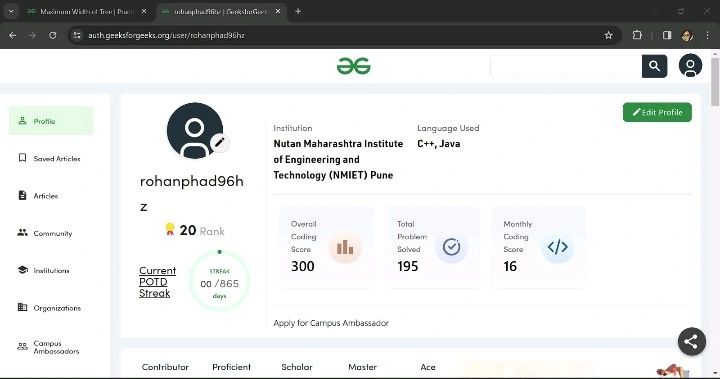 Maximum Width of Tree | Practi
rohanphad96hz | GeeksforGeek
auth.geeksforgeeks.org/user/rohanphad96hz
Profile
Saved Articles
Articles
Community
Institutions
Organizations
Campus
Ambassadors
rohanphad96h
z
20 Rank
Current
POTD
Streak
STREAK
00 /865
days
Institution
Nutan Maharashtra Institute
of Engineering and
Technology (NMIET) Pune
Language Used
C++, Java
Edit Profile
Overall
Coding
Score
300
Total
Problem
Solved
195
Monthly
Coding
Score
16
Apply for Campus Ambassador
Contributor Proficient Scholar Master Ace